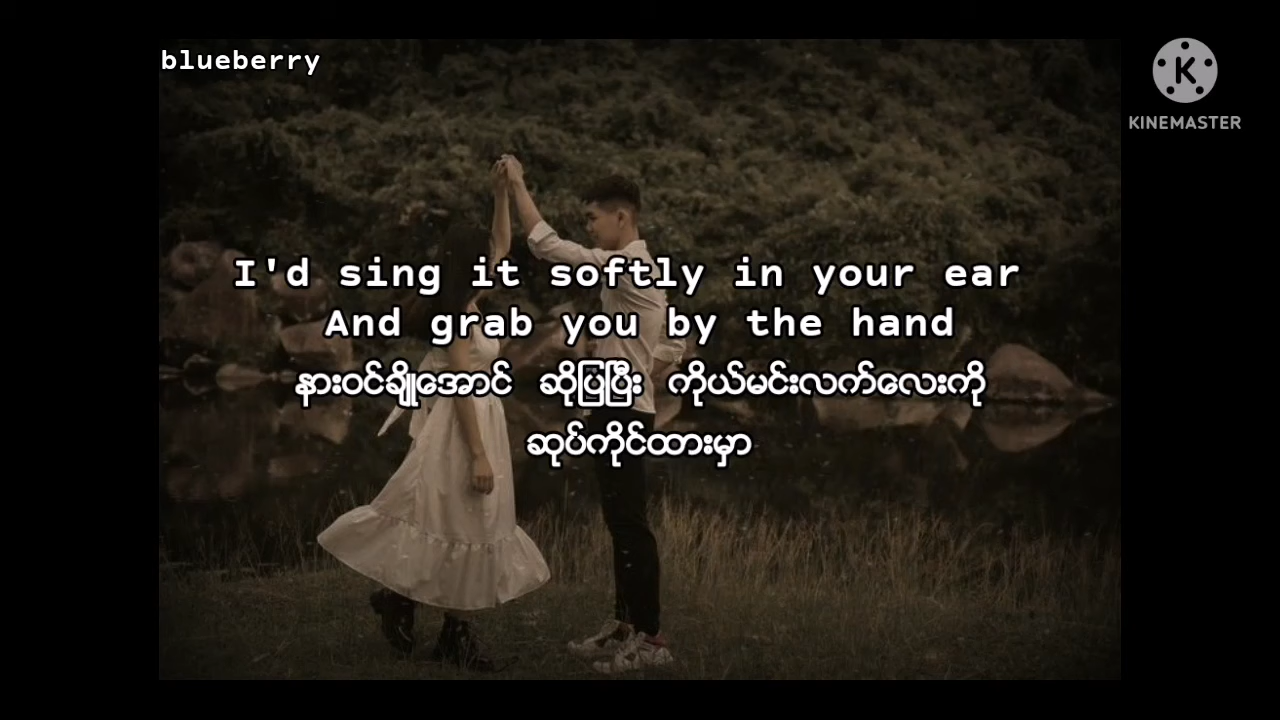 blueberry
KINEMASTER
I'd sing it softly in your ear
And grab you by the hand
နားဝင်ချိုအောင် ဆိုပြပြီး ကိုယ်မင်းလက်လေးကို
ဆုပ်ကိုင်ထားမှာ